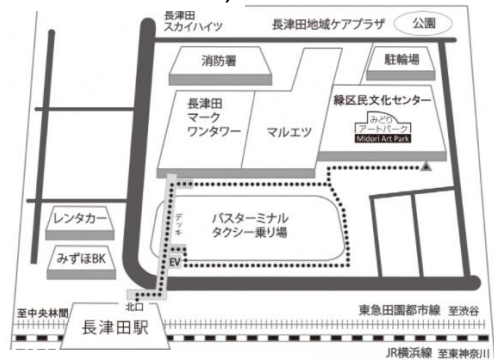 長津田
スカイハイツ
長津田地域ケアプラザ
公園
消防署
駐輪場
長津田
マーク
ワンタワー
マルエツ
緑区民文化センター
みどり
アートパーク
Midori Art Park
レンタカー
デッキ
バスターミナル
タクシー乗り場
みずほBK
EV
北口
至中央林間
東急田園都市線 至渋谷
長津田駅
JR横浜線 至東神奈川